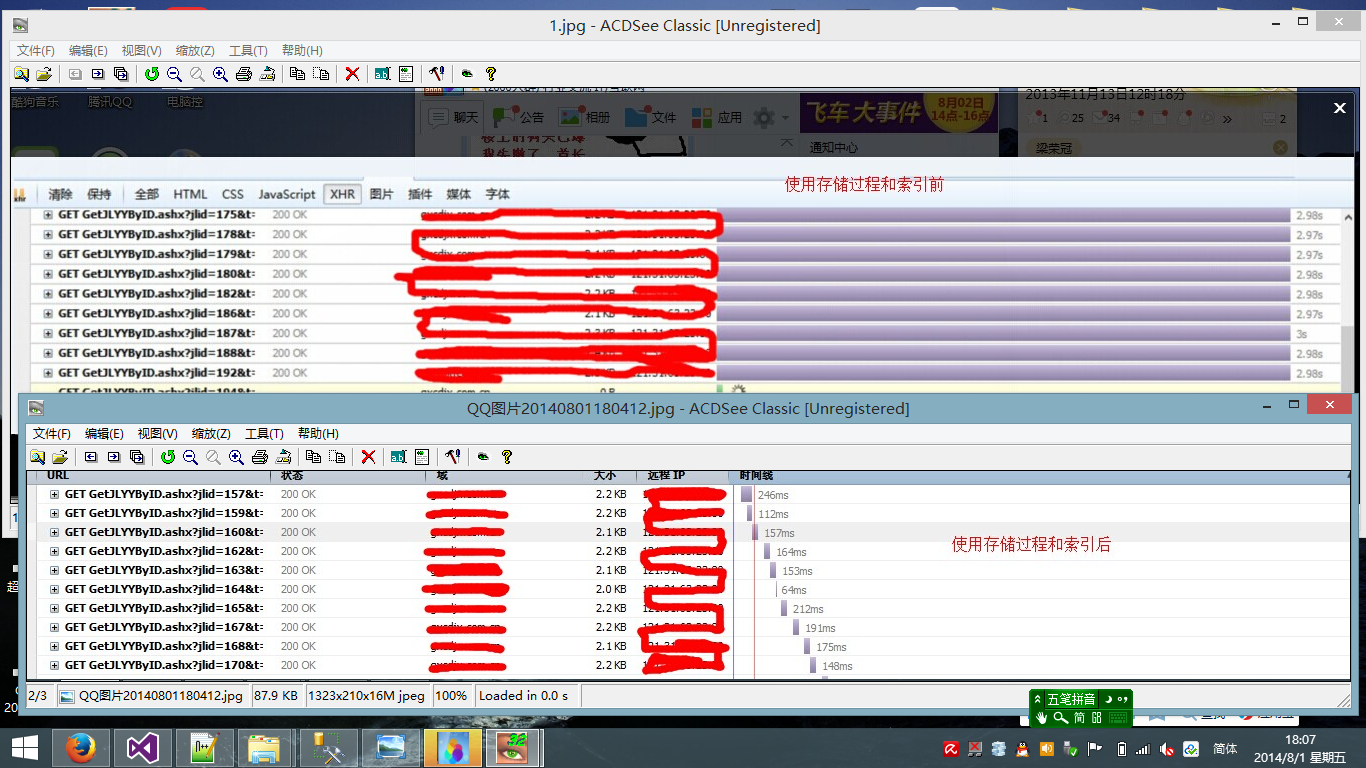 1.jpg - ACDSee Classic [Unregistered]
文件(F) 编辑(E) 视图(V) 缩放(Z) 工具(T) 帮助(H)
酷狗音乐 腾讯QQ 电脑控
聊天 公告 相册 文件 应用
飞车大事件 8月02日 14点-16点
通知中心
2013年11月13日12时18分
1 25 34 2
梁荣冠
清除 保持 全部 HTML CSS JavaScript XHR 图片 插件 媒体 字体
使用存储过程和索引前
GET GetJLYYByID.ashx?jlid=175&t= 200 OK 2.98s
GET GetJLYYByID.ashx?jlid=178&t= 200 OK 2.97s
GET GetJLYYByID.ashx?jlid=179&t= 200 OK 2.97s
GET GetJLYYByID.ashx?jlid=180&t= 200 OK 2.98s
GET GetJLYYByID.ashx?jlid=182&t= 200 OK 2.2 KB 2.98s
GET GetJLYYByID.ashx?jlid=186&t= 200 OK 2.1 KB 2.97s
GET GetJLYYByID.ashx?jlid=187&t= 200 OK 3s
GET GetJLYYByID.ashx?jlid=188&t= 200 OK 2.98s
GET GetJLYYByID.ashx?jlid=192&t= 200 OK 2.98s
QQ图片20140801180412.jpg - ACDSee Classic [Unregistered]
文件(F) 编辑(E) 视图(V) 缩放(Z) 工具(T) 帮助(H)
URL 状态 域 大小 远程 IP 时间线
GET GetJLYYByID.ashx?jlid=157&t= 200 OK 2.2 KB 246ms
GET GetJLYYByID.ashx?jlid=159&t= 200 OK 2.2 KB 112ms
GET GetJLYYByID.ashx?jlid=160&t= 200 OK 2.1 KB 157ms
使用存储过程和索引后
GET GetJLYYByID.ashx?jlid=162&t= 200 OK 2.2 KB 164ms
GET GetJLYYByID.ashx?jlid=163&t= 200 OK 2.1 KB 153ms
GET GetJLYYByID.ashx?jlid=164&t= 200 OK 2.0 KB 64ms
GET GetJLYYByID.ashx?jlid=165&t= 200 OK 2.2 KB 212ms
GET GetJLYYByID.ashx?jlid=167&t= 200 OK 2.2 KB 191ms
GET GetJLYYByID.ashx?jlid=168&t= 200 OK 2.1 KB 175ms
GET GetJLYYByID.ashx?jlid=170&t= 200 OK 2.2 KB 148ms
2/3 QQ图片20140801180412.jpg 87.9 KB 1323x210x16M jpeg 100% Loaded in 0.0 s
五笔拼音
简
简体
18:07
2014/8/1 星期五